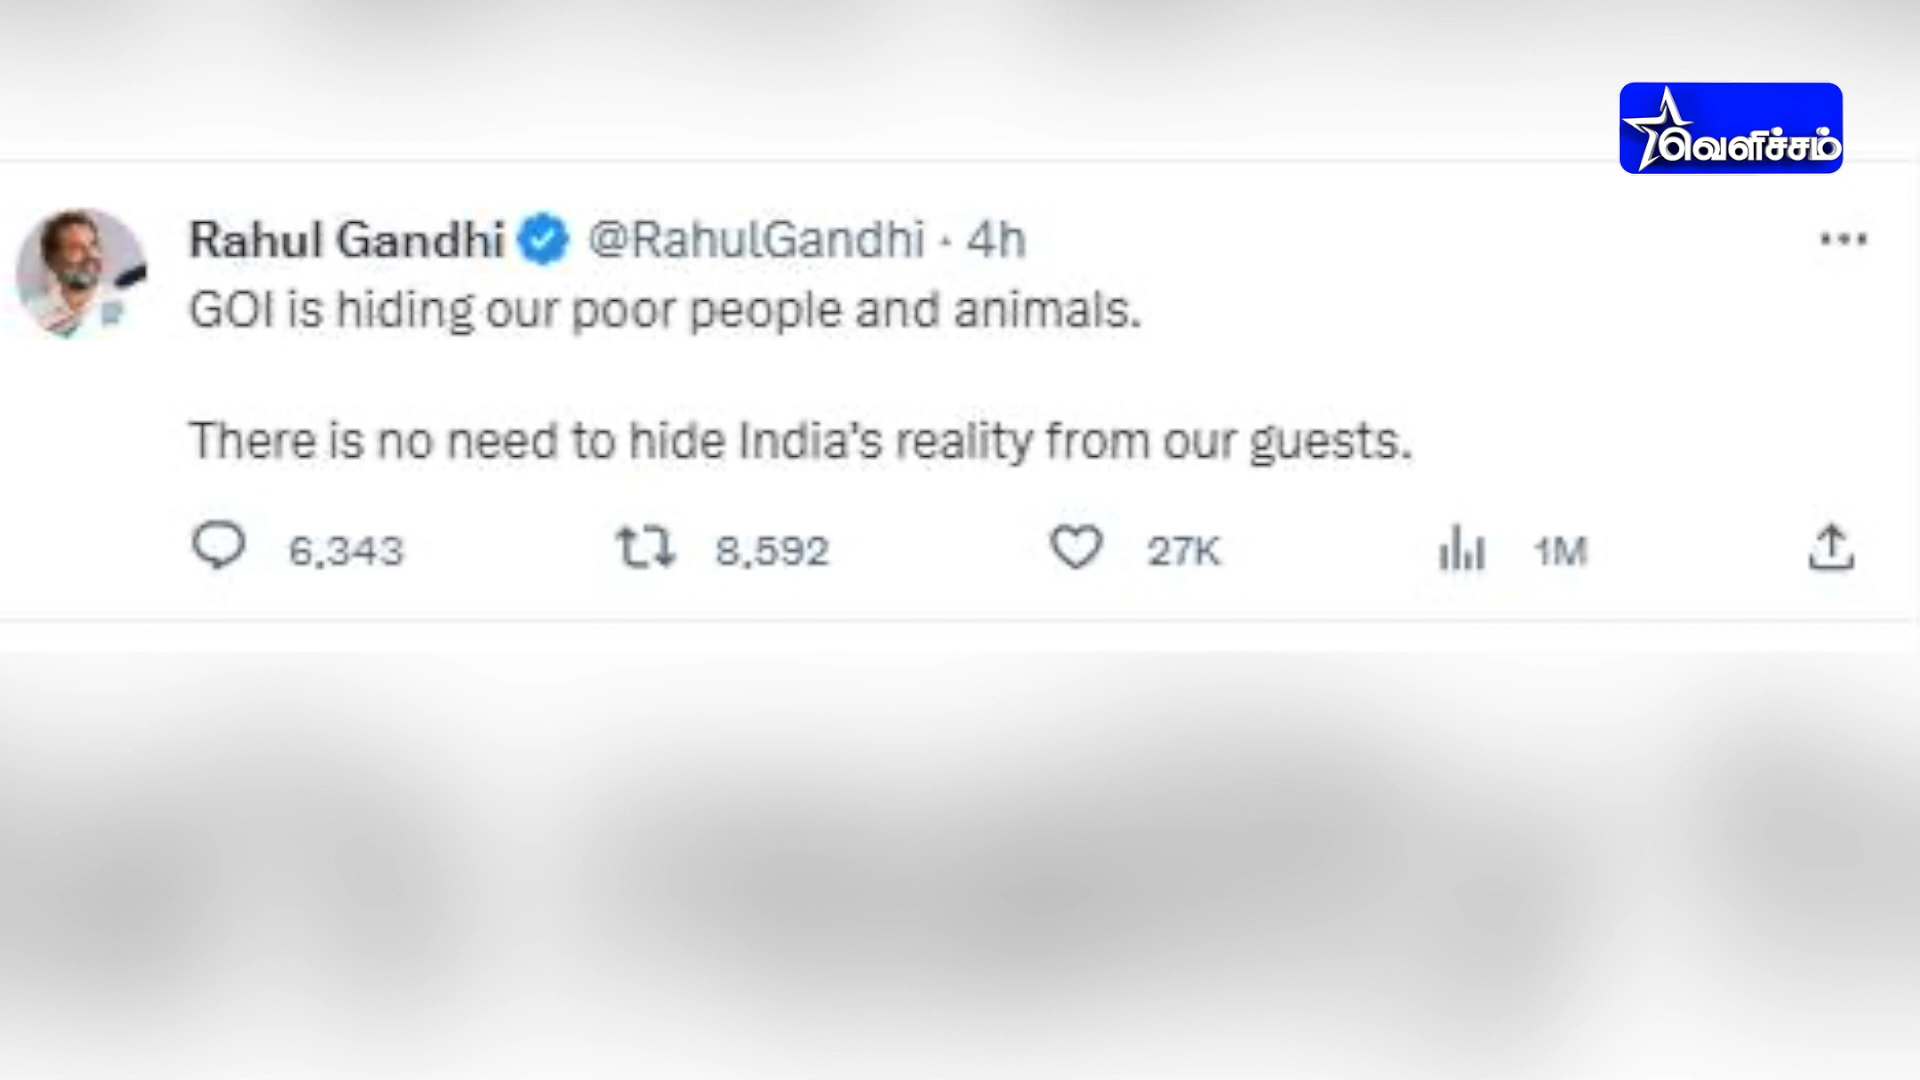 வெளிச்சம்
Rahul Gandhi @RahulGandhi · 4h
GOI is hiding our poor people and animals.
There is no need to hide India's reality from our guests.
6,343 8,592 27K 1M